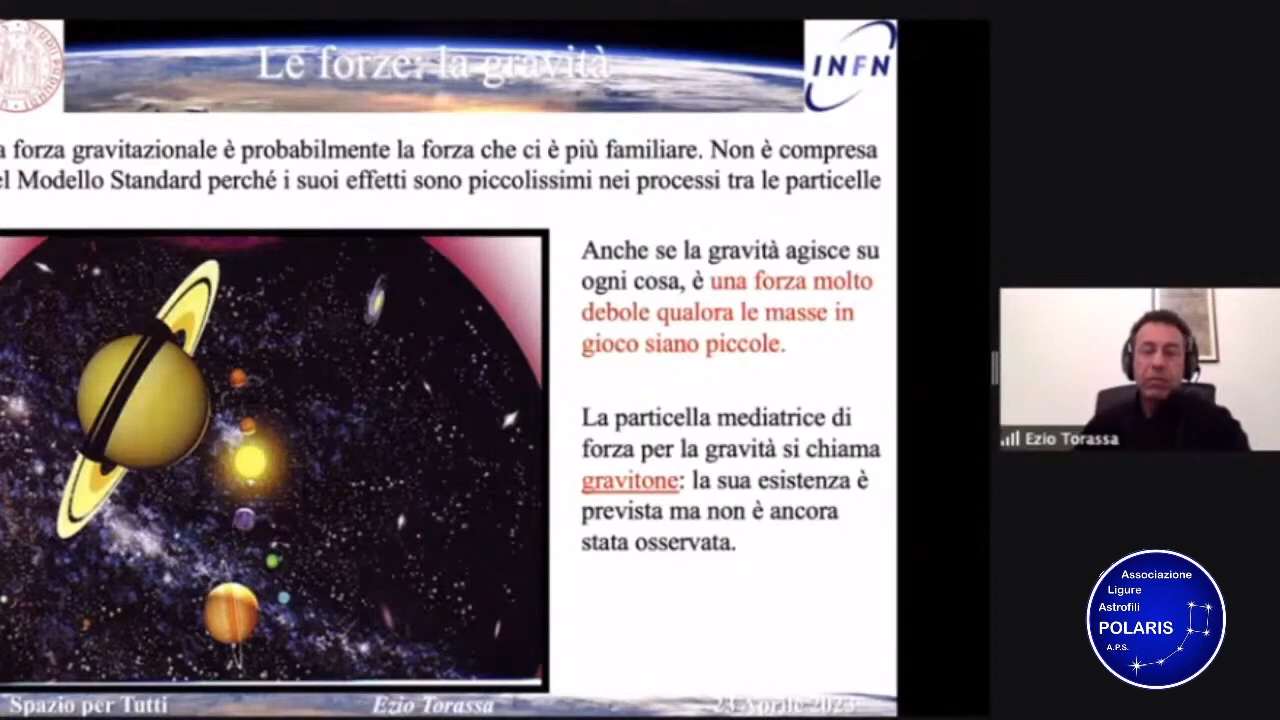 Le forze: la gravità
INFN
a forza gravitazionale è probabilmente la forza che ci è più familiare. Non è compresa
el Modello Standard perché i suoi effetti sono piccolissimi nei processi tra le particelle
Anche se la gravità agisce su
ogni cosa, è una forza molto
debole qualora le masse in
gioco siano piccole.
La particella mediatrice di
forza per la gravità si chiama
gravitone: la sua esistenza è
prevista ma non è ancora
stata osservata.
Spazio per Tutti
Ezio Torassa
23 Aprile 2023
Ezio Torassa
Associazione
Ligure
Astrofili
POLARIS
A.P.S.